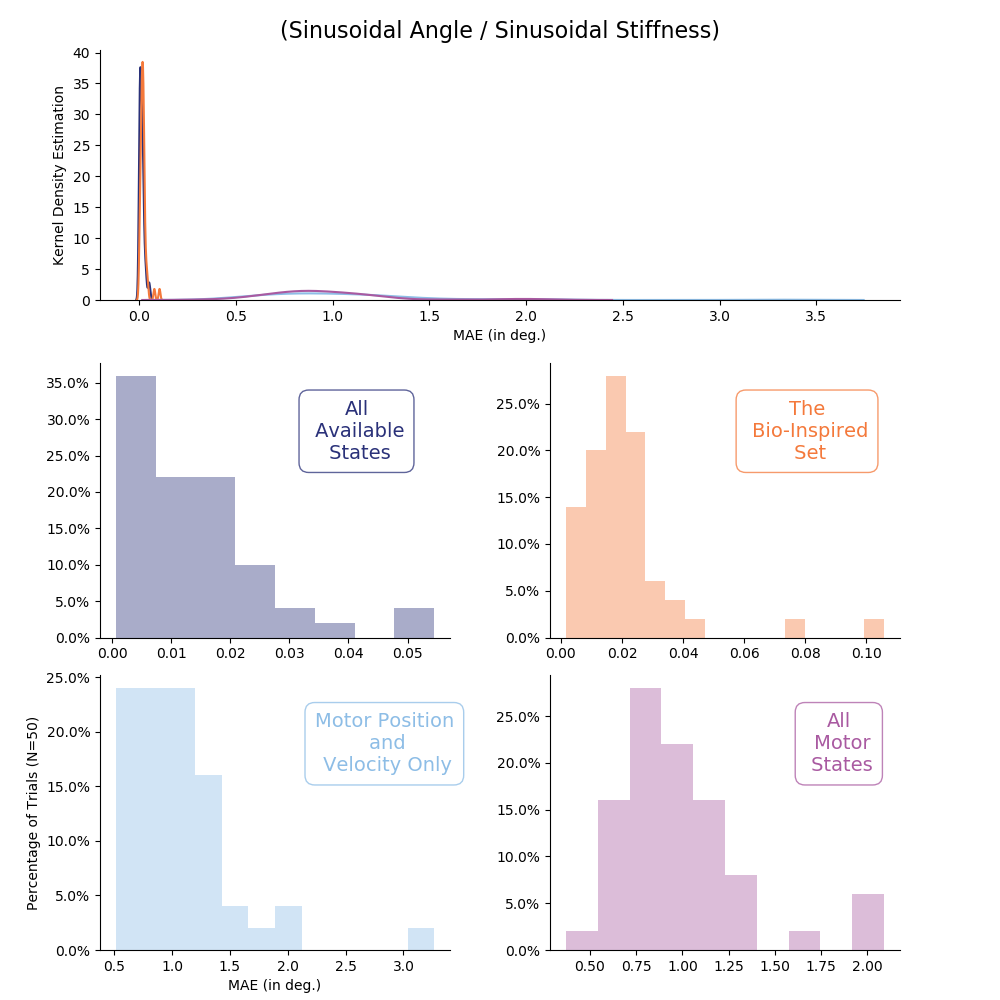 (Sinusoidal Angle / Sinusoidal Stiffness)
Kernel Density Estimation
40
35
30
25
20
15
10
5
0
0.0 0.5 1.0 1.5 2.0 2.5 3.0 3.5
MAE (in deg.)
All
Available
States
35.0%
30.0%
25.0%
20.0%
15.0%
10.0%
5.0%
0.0%
0.00 0.01 0.02 0.03 0.04 0.05
The
Bio-Inspired
Set
25.0%
20.0%
15.0%
10.0%
5.0%
0.0%
0.00 0.02 0.04 0.06 0.08 0.10
Motor Position
and
Velocity Only
Percentage of Trials (N=50)
25.0%
20.0%
15.0%
10.0%
5.0%
0.0%
0.5 1.0 1.5 2.0 2.5 3.0
MAE (in deg.)
All
Motor
States
25.0%
20.0%
15.0%
10.0%
5.0%
0.0%
0.50 0.75 1.00 1.25 1.50 1.75 2.00